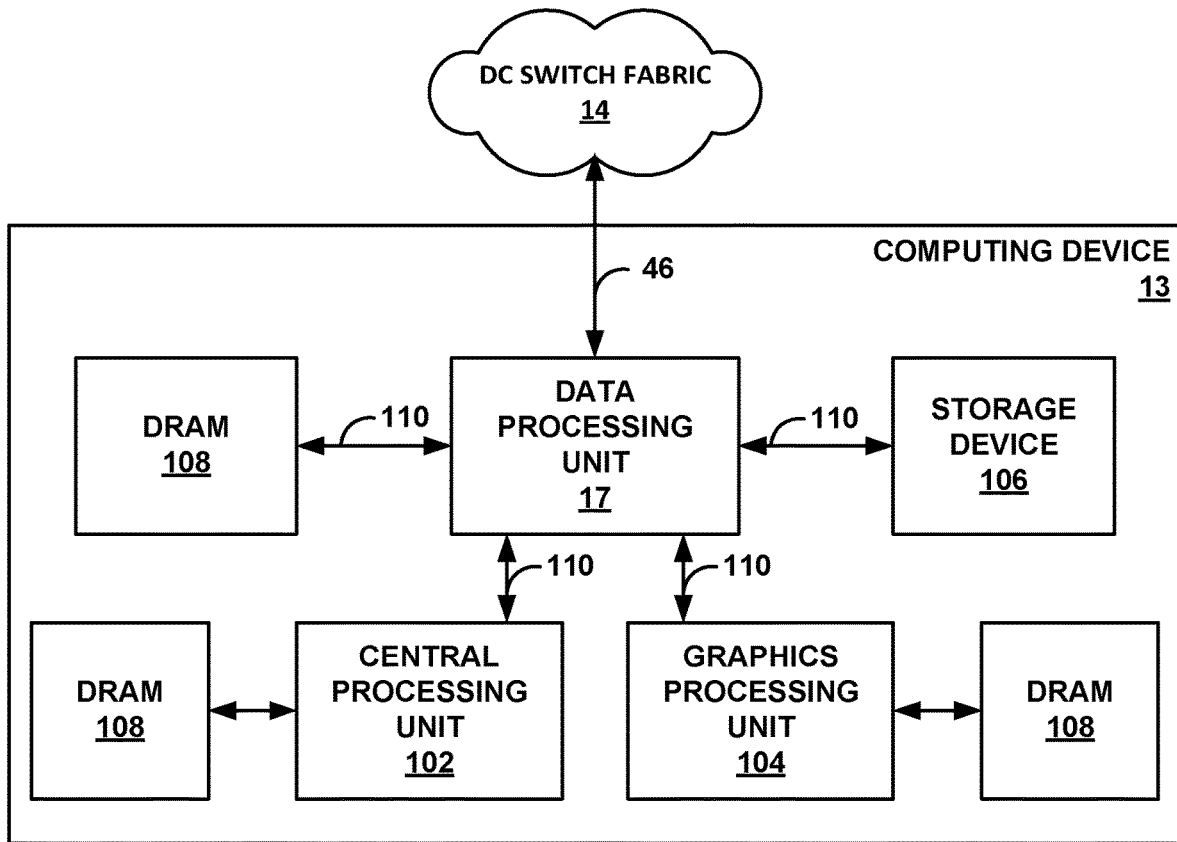 DC SWITCH FABRIC
14
COMPUTING DEVICE
13
46
DRAM
108
110
DATA
PROCESSING
UNIT
17
110
STORAGE
DEVICE
106
110
110
DRAM
108
CENTRAL
PROCESSING
UNIT
102
GRAPHICS
PROCESSING
UNIT
104
DRAM
108